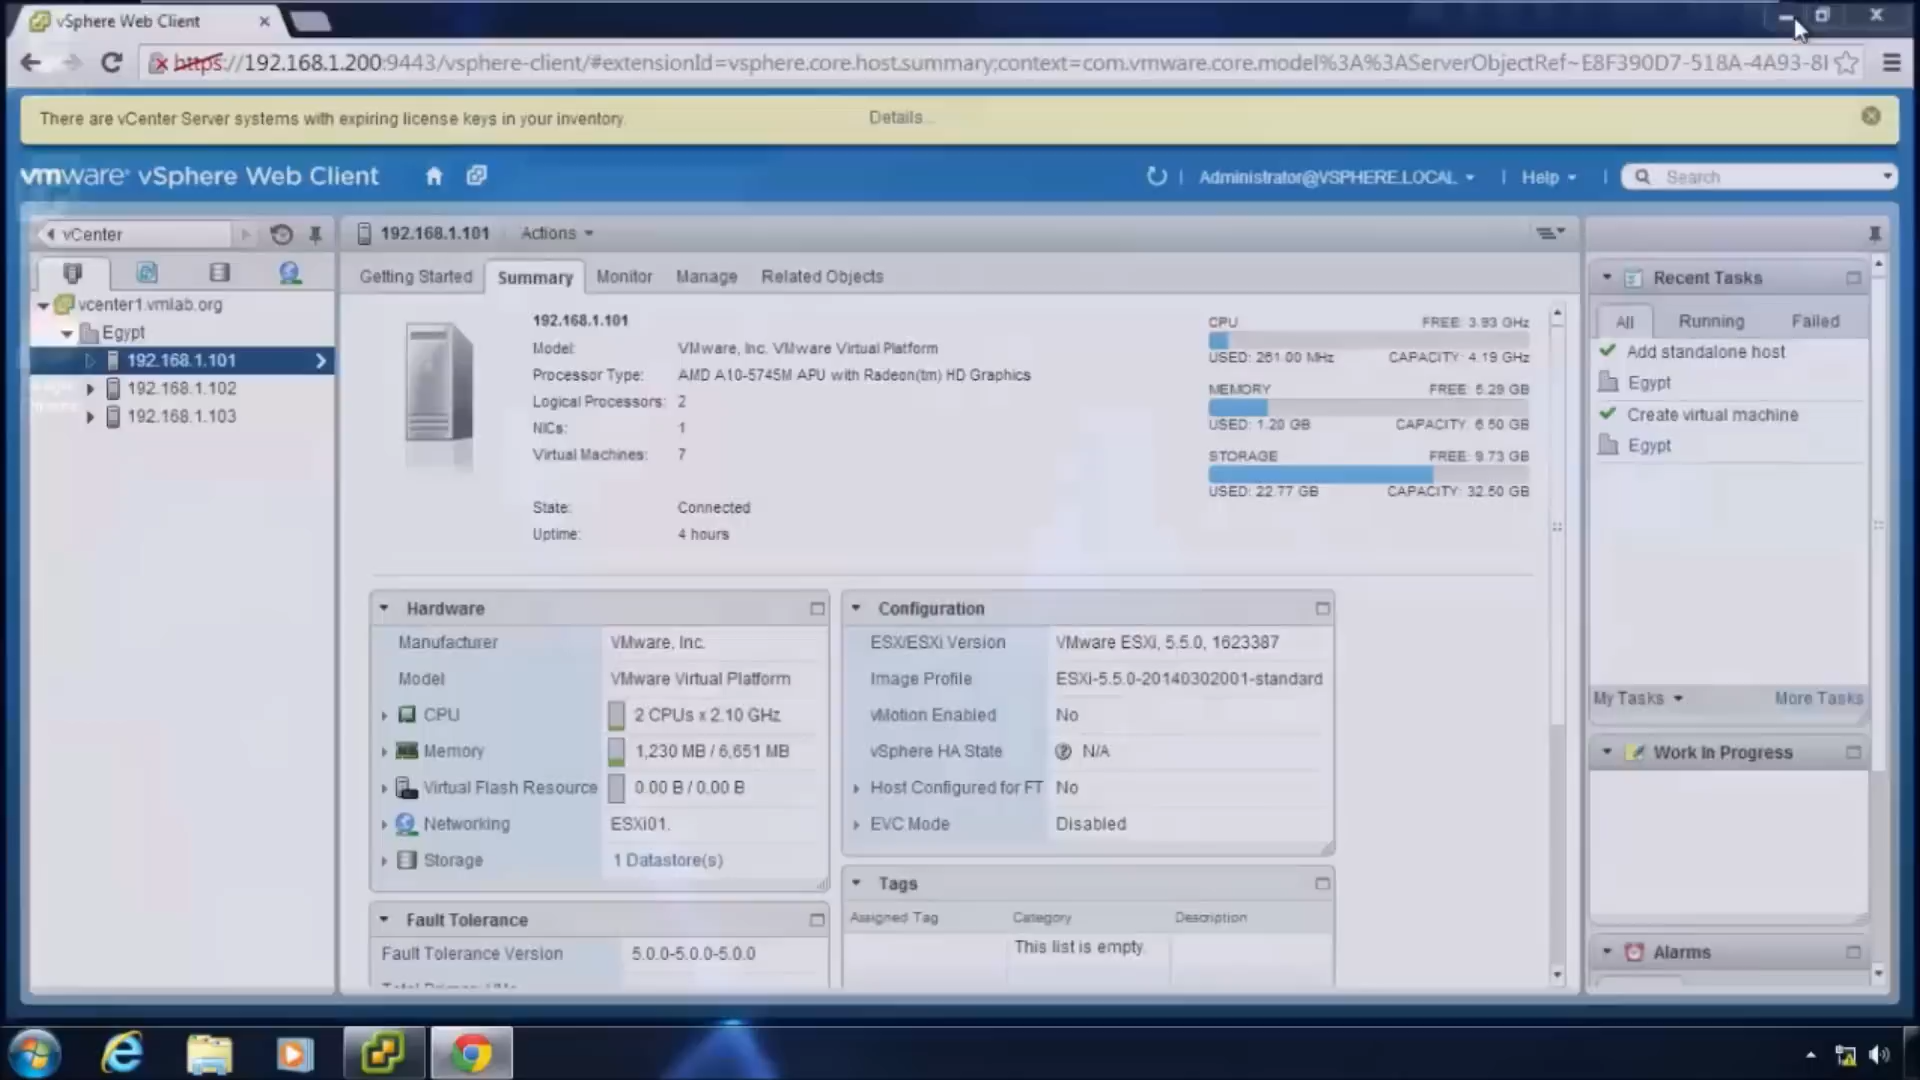 vSphere Web Client
https://192.168.1.200:9443/vsphere-client/#extensionId=vsphere.core.host.summary;context=com.vmware.core.model%3A%3AServerObjectRef~E8F390D7-518A-4A93-8
There are vCenter Server systems with expiring license keys in your inventory.
Details...
vmware® vSphere Web Client
Administrator@VSPHERE.LOCAL
Help
Search
vCenter
vcenter1.vmlab.org
Egypt
192.168.1.101
192.168.1.102
192.168.1.103
192.168.1.101 Actions
Getting Started Summary Monitor Manage Related Objects
192.168.1.101
Model: VMware, Inc. VMware Virtual Platform
Processor Type: AMD A10-5745M APU with Radeon(tm) HD Graphics
Logical Processors: 2
NICs: 1
Virtual Machines: 7
State: Connected
Uptime: 4 hours
CPU FREE: 3.93 GHz
USED: 261.00 MHz CAPACITY: 4.19 GHz
MEMORY FREE: 5.29 GB
USED: 1.20 GB CAPACITY: 6.50 GB
STORAGE FREE: 9.73 GB
USED: 22.77 GB CAPACITY: 32.50 GB
Hardware
Manufacturer VMware, Inc.
Model VMware Virtual Platform
CPU 2 CPUs x 2.10 GHz
Memory 1,230 MB / 6,651 MB
Virtual Flash Resource 0.00 B / 0.00 B
Networking ESXi01.
Storage 1 Datastore(s)
Fault Tolerance
Fault Tolerance Version 5.0.0-5.0.0-5.0.0
Configuration
ESX/ESXi Version VMware ESXi, 5.5.0, 1623387
Image Profile ESXi-5.5.0-20140302001-standard
vMotion Enabled No
vSphere HA State N/A
Host Configured for FT No
EVC Mode Disabled
Tags
Assigned Tag Category Description
This list is empty.
Recent Tasks
All Running Failed
Add standalone host
Egypt
Create virtual machine
Egypt
My Tasks More Tasks
Work In Progress
Alarms